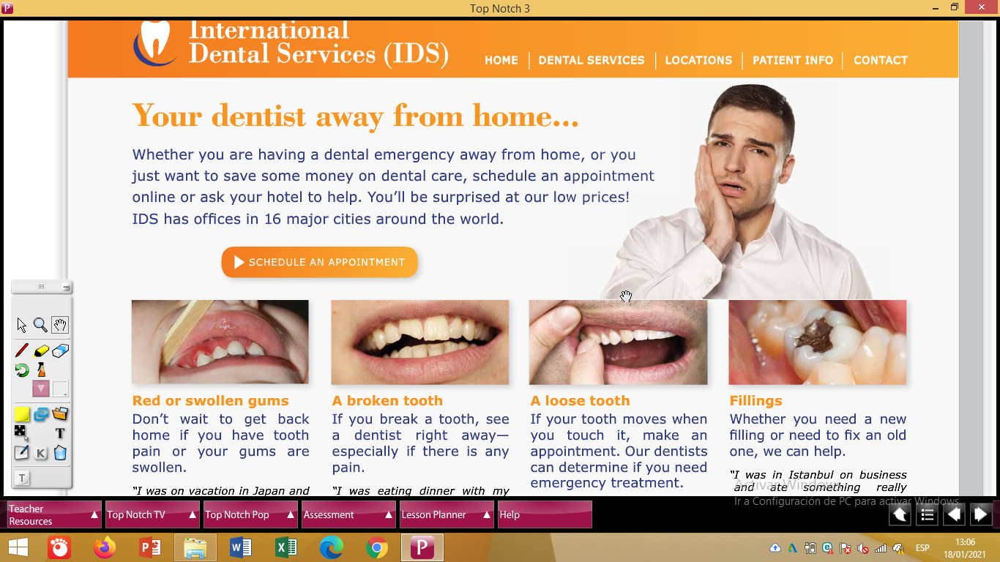 Top Notch 3
International
Dental Services (IDS)
HOME
DENTAL SERVICES
LOCATIONS
PATIENT INFO
CONTACT
Your dentist away from home...
Whether you are having a dental emergency away from home, or you
just want to save some money on dental care, schedule an appointment
online or ask your hotel to help. You’ll be surprised at our low prices!
IDS has offices in 16 major cities around the world.
SCHEDULE AN APPOINTMENT
Red or swollen gums
Don’t wait to get back
home if you have tooth
pain or your gums are
swollen.
“I was on vacation in Japan and
A broken tooth
If you break a tooth, see
a dentist right away—
especially if there is any
pain.
“I was eating dinner with my
A loose tooth
If your tooth moves when
you touch it, make an
appointment. Our dentists
can determine if you need
emergency treatment.
Fillings
Whether you need a new
filling or need to fix an old
one, we can help.
“I was in Istanbul on business
and ate something really
Activar Windows
Ir a Configuración de PC para activar Windows.
T
K
T
Teacher
Resources
Top Notch TV
Top Notch Pop
Assessment
Lesson Planner
Help
ESP
13:06
18/01/2021